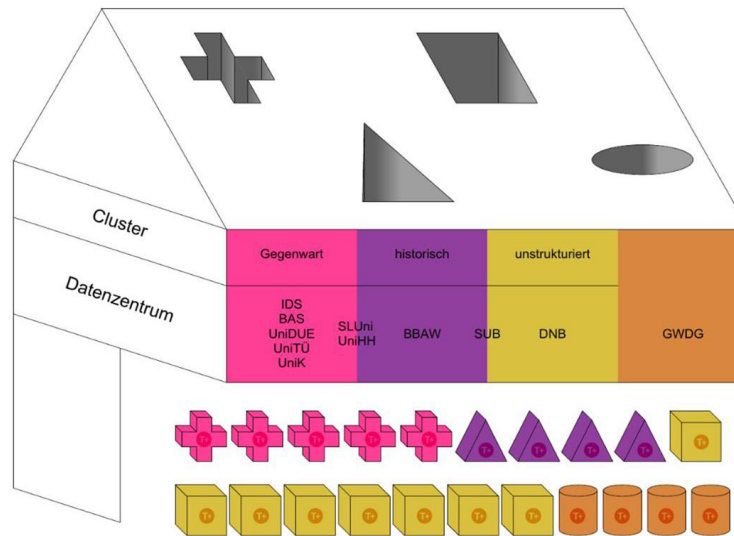 Cluster
Datenzentrum
Gegenwart
historisch
unstrukturiert
IDS
BAS
UniDUE
UniTÜ
UniK
SLUni
UniHH
BBAW
SUB
DNB
GWDG
T+ T+ T+ T+ T+ T+ T+ T+ T+ T+
T+ T+ T+ T+ T+ T+ T+ T+ T+ T+ T+